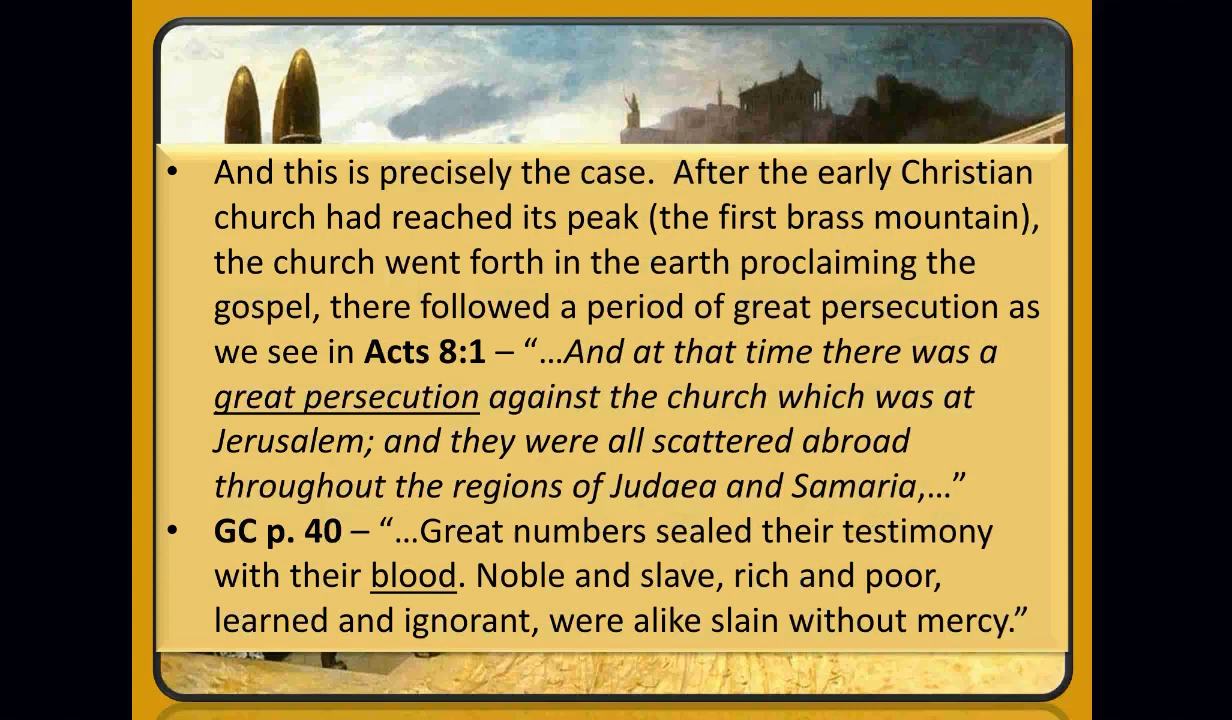 • And this is precisely the case.  After the early Christian
church had reached its peak (the first brass mountain),
the church went forth in the earth proclaiming the
gospel, there followed a period of great persecution as
we see in Acts 8:1 – “…And at that time there was a
great persecution against the church which was at
Jerusalem; and they were all scattered abroad
throughout the regions of Judaea and Samaria,…”
• GC p. 40 – “…Great numbers sealed their testimony
with their blood. Noble and slave, rich and poor,
learned and ignorant, were alike slain without mercy.”